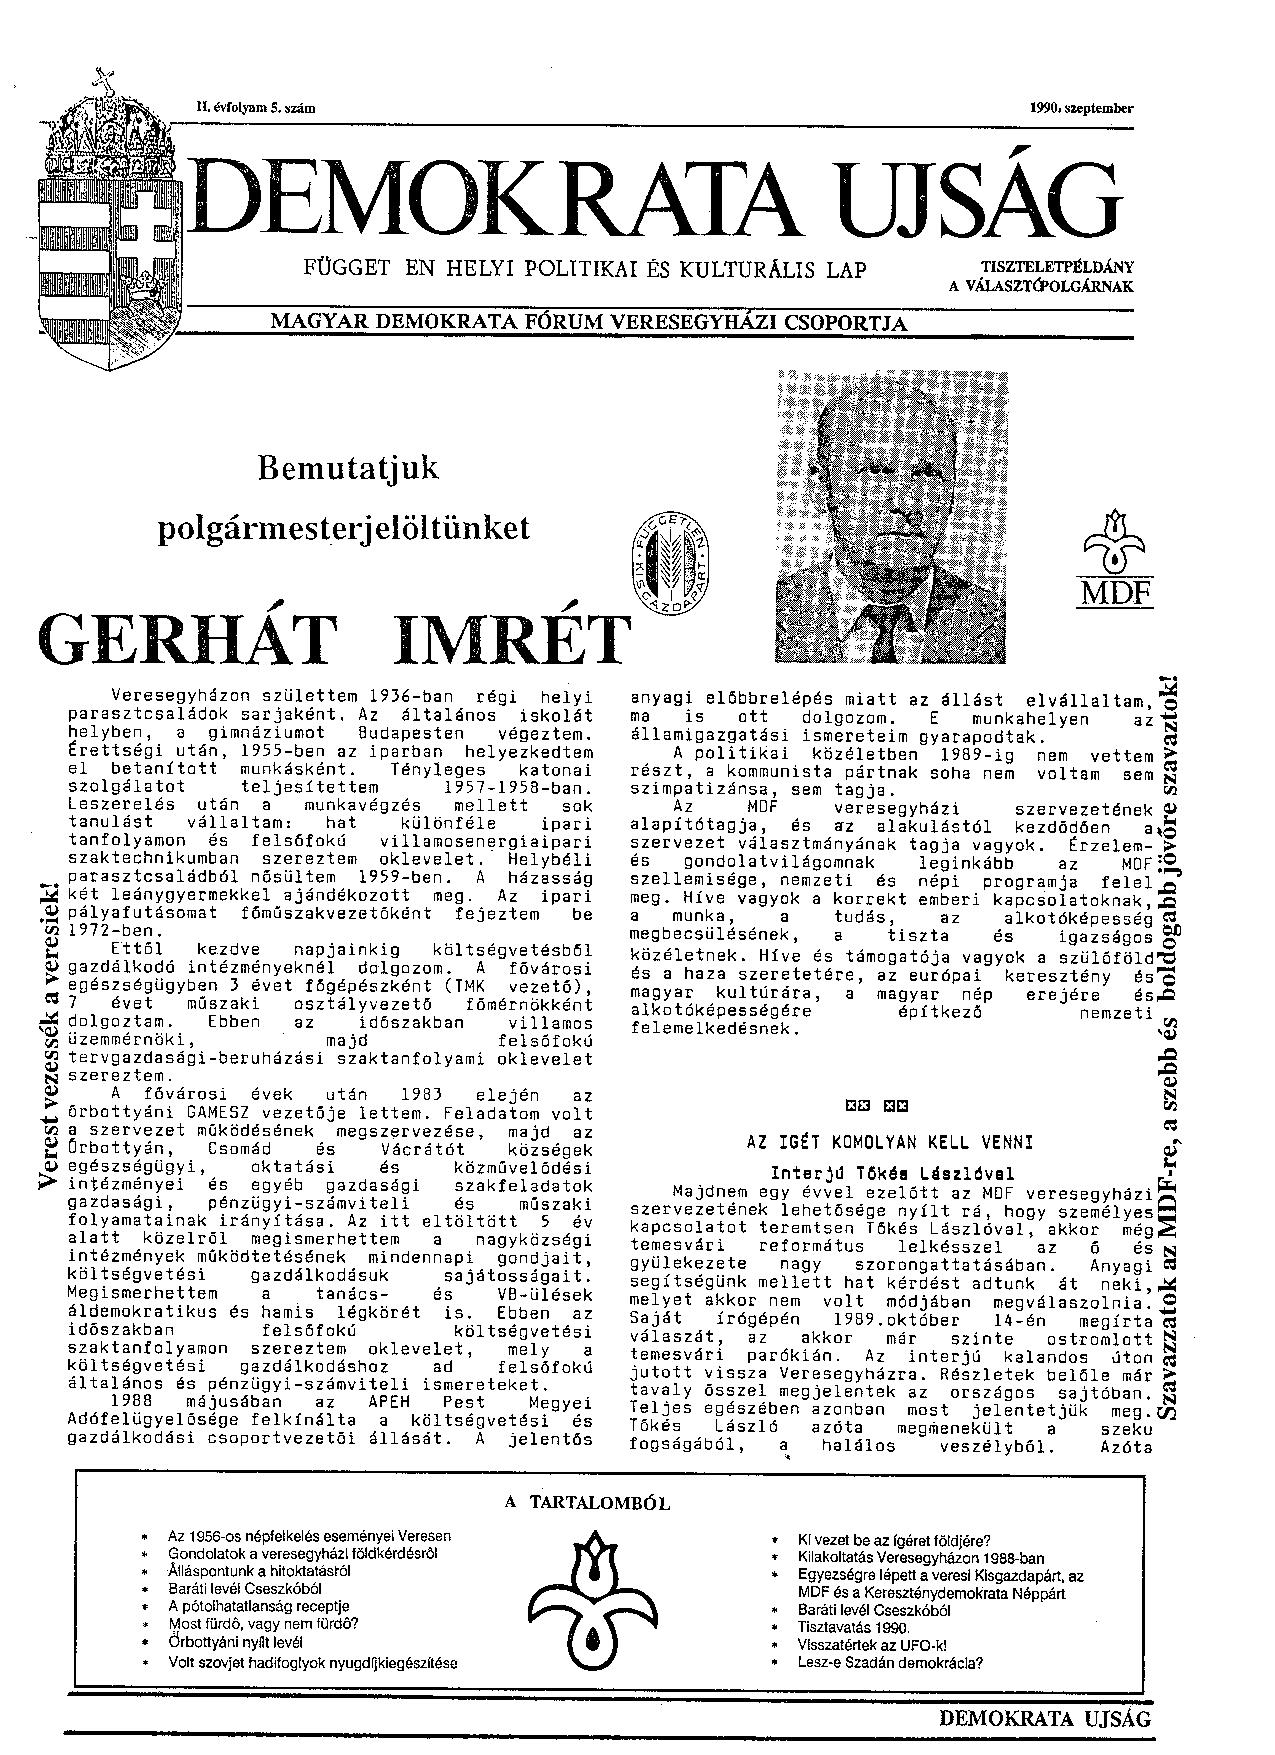 II. évfolyam 5. szám
1990. szeptember
DEMOKRATA UJSÁG
FÜGGET EN HELYI POLITIKAI ÉS KULTURÁLIS LAP
TISZTELETPÉLDÁNY
A VÁLASZTÓPOLGÁRNAK
MAGYAR DEMOKRATA FÓRUM VERESEGYHÁZI CSOPORTJA
Bemutatjuk
polgármesterjelöltünket
FÜGGETLEN KISGAZDAPÁRT
MDF
GERHÁT IMRÉT
Veresegyházon születtem 1936-ban régi helyi
parasztcsaládok sarjaként. Az általános iskolát
helyben, a gimnáziumot Budapesten végeztem.
Érettségi után, 1955-ben az iparban helyezkedtem
el betanított munkásként. Tényleges katonai
szolgálatot teljesítettem 1957-1958-ban.
Leszerelés után a munkavégzés mellett sok
tanulást vállaltam: hat különféle ipari
tanfolyamon és felsőfokú villamosenergiaipari
szaktechnikumban szereztem oklevelet. Helybéli
parasztcsaládból nősültem 1959-ben. A házasság
két leánygyermekkel ajándékozott meg. Az ipari
pályafutásomat főműszakvezetőként fejeztem be
1972-ben.
Ettől kezdve napjainkig költségvetésből
gazdálkodó intézményeknél dolgozom. A fővárosi
egészségügyben 3 évet főgépészként (TMK vezető),
7 évet műszaki osztályvezető főmérnökként
dolgoztam. Ebben az időszakban villamos
üzemmérnöki, majd felsőfokú
tervgazdasági-beruházási szaktanfolyami oklevelet
szereztem.
A fővárosi évek után 1983 elején az
őrbottyáni GAMESZ vezetője lettem. Feladatom volt
a szervezet működésének megszervezése, majd az
Őrbottyán, Csomád és Vácrátót községek
egészségügyi, oktatási és közművelődési
intézményei és egyéb gazdasági szakfeladatok
gazdasági, pénzügyi-számviteli és műszaki
folyamatainak irányítása. Az itt eltöltött 5 év
alatt közelről megismerhettem a nagyközségi
intézmények működtetésének mindennapi gondjait,
költségvetési gazdálkodásuk sajátosságait.
Megismerhettem a tanács- és VB-ülések
áldemokratikus és hamis légkörét is. Ebben az
időszakban felsőfokú költségvetési
szaktanfolyamon szereztem oklevelet, mely a
költségvetési gazdálkodáshoz ad felsőfokú
általános és pénzügyi-számviteli ismereteket.
1988 májusában az APEH Pest Megyei
Adófelügyelősége felkínálta a költségvetési és
gazdálkodási csoportvezetői állását. A jelentős
anyagi előbbrelépés miatt az állást elvállaltam,
ma is ott dolgozom. E munkahelyen az
államigazgatási ismereteim gyarapodtak.
A politikai közéletben 1989-ig nem vettem
részt, a kommunista pártnak soha nem voltam sem
szimpatizánsa, sem tagja.
Az MDF veresegyházi szervezetének
alapítótagja, és az alakulástól kezdődően a
szervezet választmányának tagja vagyok. Érzelem-
és gondolatvilágomnak leginkább az MDF
szellemisége, nemzeti és népi programja felel
meg. Híve vagyok a korrekt emberi kapcsolatoknak,
a munka, a tudás, az alkotóképesség
megbecsülésének, a tiszta és igazságos
közéletnek. Híve és támogatója vagyok a szülőföld
és a haza szeretetére, az európai keresztény és
magyar kultúrára, a magyar nép erejére és
alkotóképességére építkező nemzeti
felemelkedésnek.
AZ IGÉT KOMOLYAN KELL VENNI
Interjú Tőkés Lászlóval
Majdnem egy évvel ezelőtt az MDF veresegyházi
szervezetének lehetősége nyílt rá, hogy személyes
kapcsolatot teremtsen Tőkés Lászlóval, akkor még
temesvári református lelkésszel az ő és
gyülekezete nagy szorongattatásában. Anyagi
segítségünk mellett hat kérdést adtunk át neki,
melyet akkor nem volt módjában megválaszolnia.
Saját írógépén 1989.október 14-én megírta
válaszát, az akkor már szinte ostromlott
temesvári parókián. Az interjú kalandos úton
jutott vissza Veresegyházra. Részletek belőle már
tavaly ősszel megjelentek az országos sajtóban.
Teljes egészében azonban most jelentetjük meg.
Tőkés László azóta megmenekült a szeku
fogságából, a halálos veszélyből. Azóta
Verest vezessék a veresiek!
Szavazzatok az MDF-re, a szebb és boldogabb jövőre szavaztok!
A TARTALOMBÓL
* Az 1956-os népfelkelés eseményei Veresen
* Gondolatok a veresegyházi földkérdésről
* Álláspontunk a hitoktatásról
* Baráti levél Cseszkóból
* A pótolhatatlanság receptje
* Most fürdő, vagy nem fürdő?
* Őrbottyáni nyílt levél
* Volt szovjet hadifoglyok nyugdíjkiegészítése
* Ki vezet be az ígéret földjére?
* Kilakoltatás Veresegyházon 1988-ban
* Egyezségre lépett a veresi Kisgazdapárt, az
MDF és a Kereszténydemokrata Néppárt
* Baráti levél Cseszkóból
* Tisztavatás 1990.
* Visszatértek az UFO-k!
* Lesz-e Szadán demokrácia?
DEMOKRATA UJSÁG